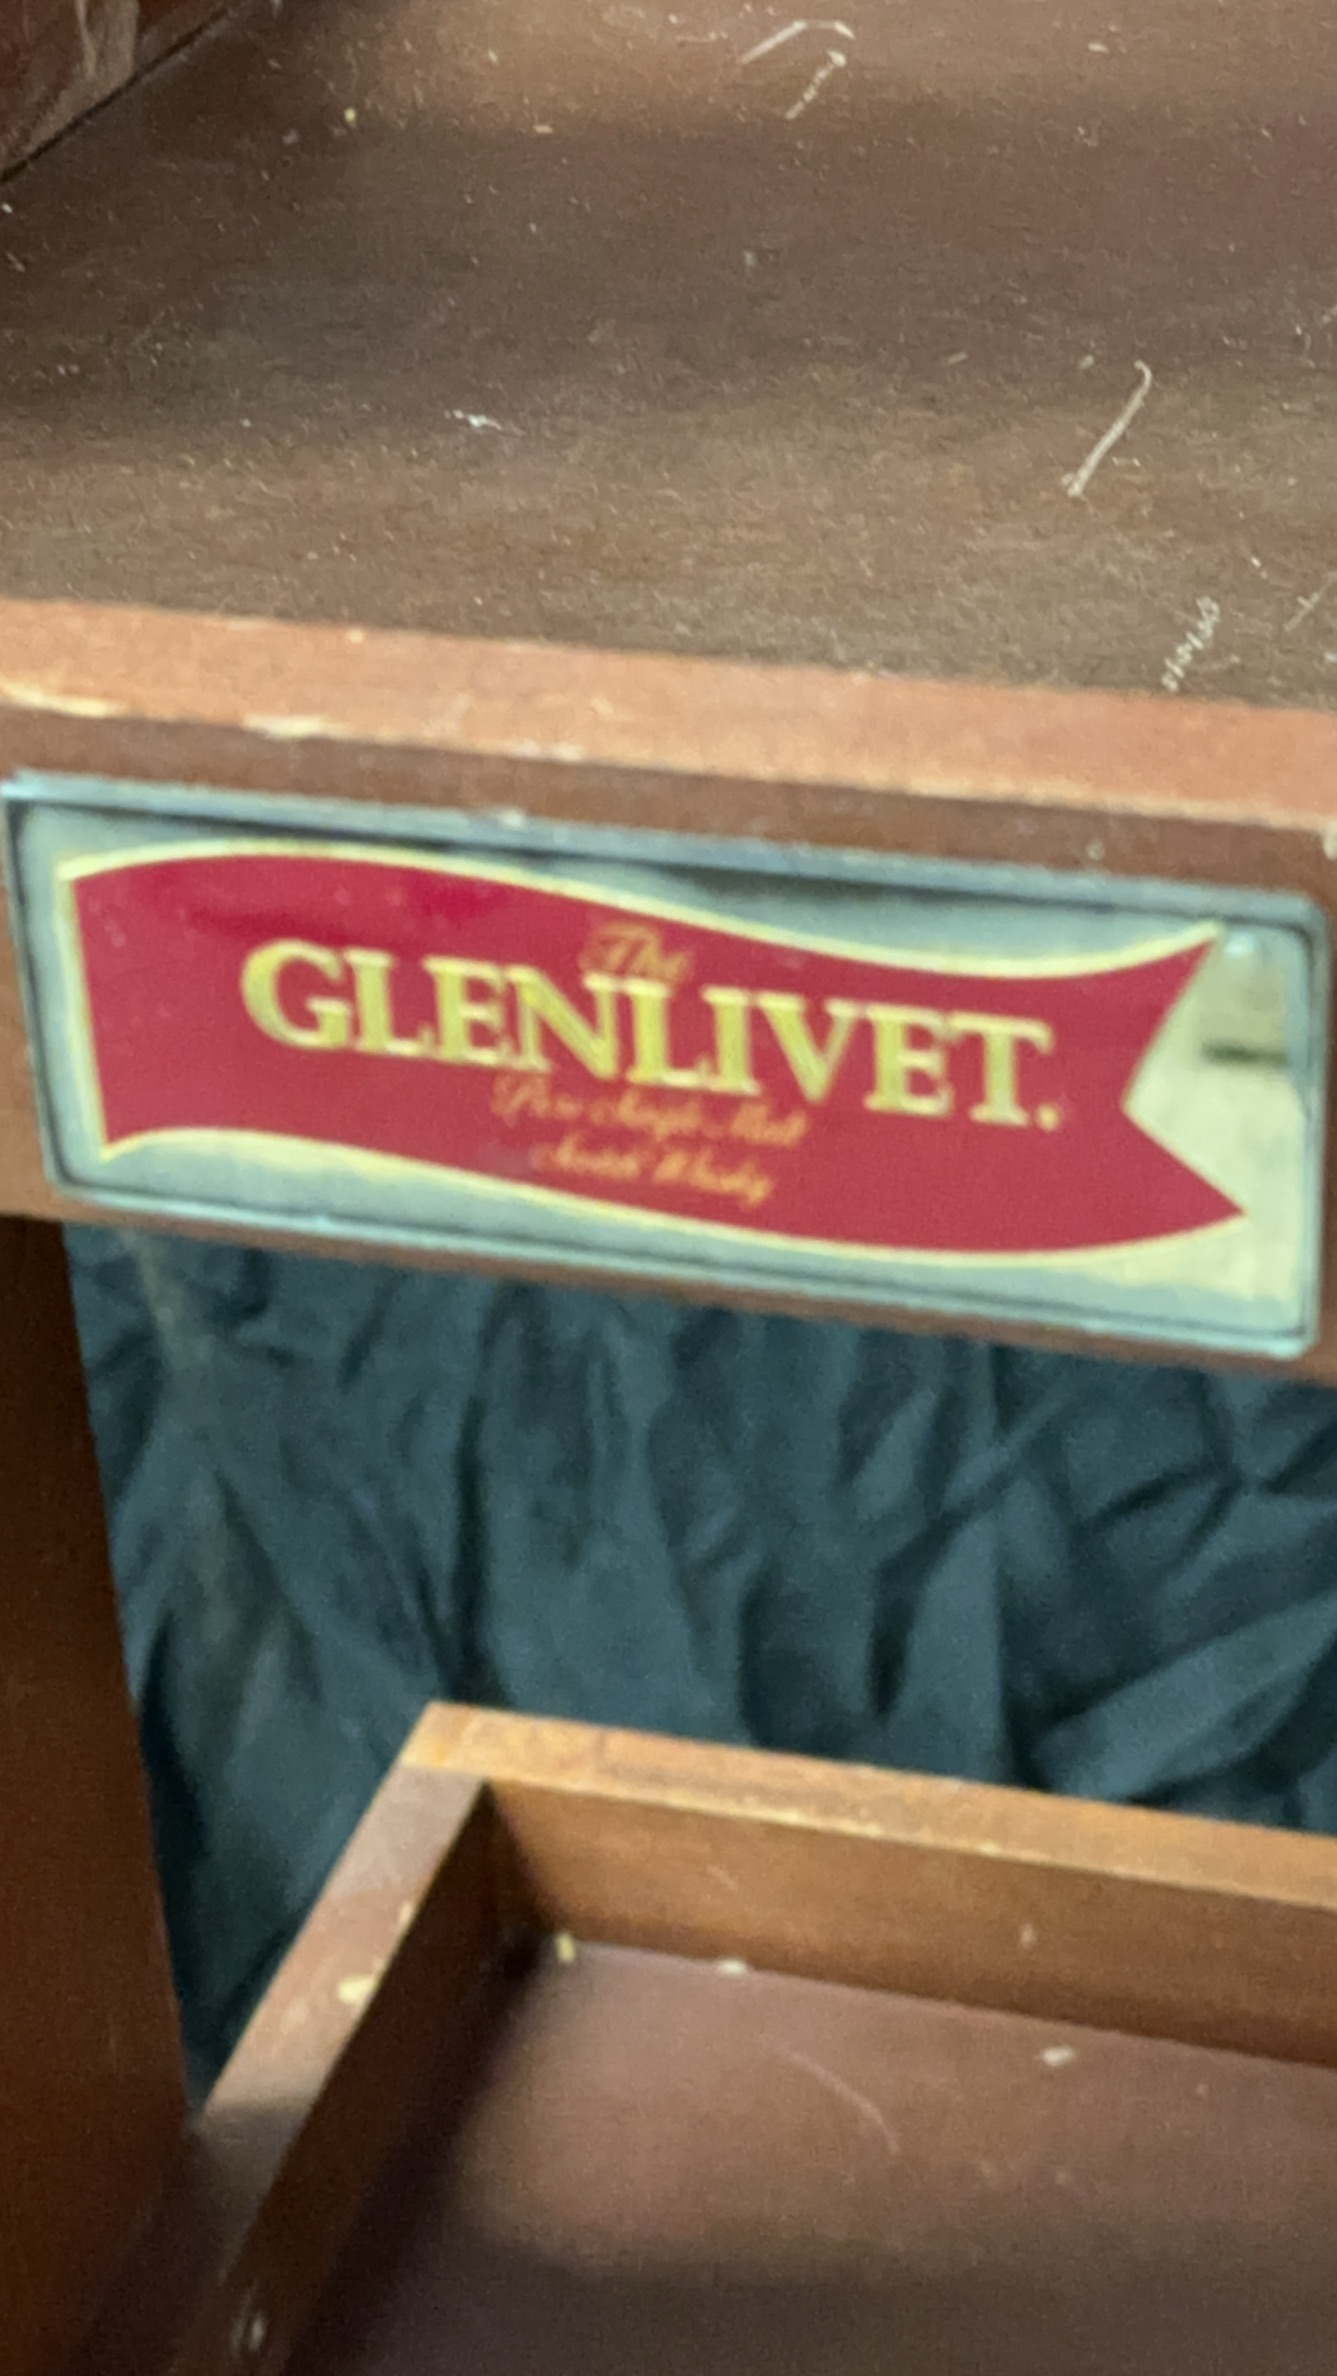 The
GLENLIVET.
Pure Single Malt
Scotch Whisky